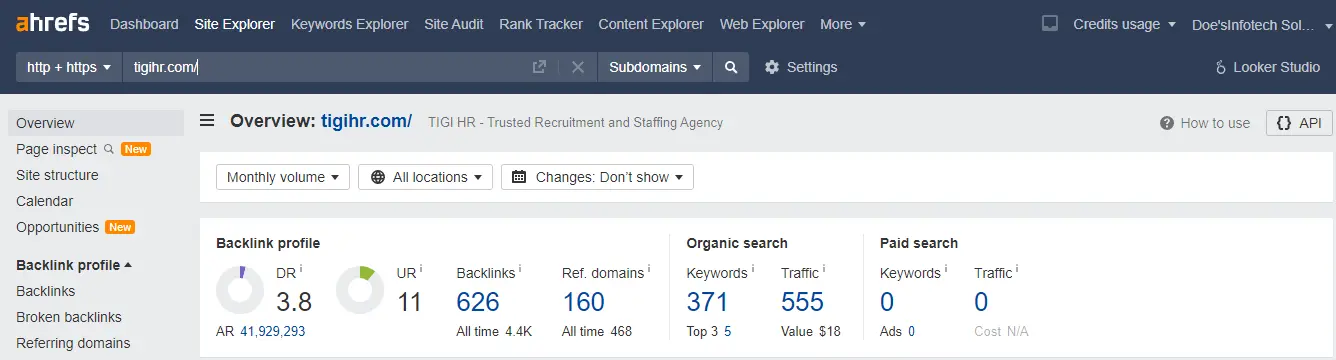 ahrefs Dashboard Site Explorer Keywords Explorer Site Audit Rank Tracker Content Explorer Web Explorer More Credits usage Doe'sInfotech Sol...
http + https tigihr.com/ Subdomains Settings Looker Studio
Overview
Page inspect New
Site structure
Calendar
Opportunities New
Backlink profile
Backlinks
Broken backlinks
Referring domains
Overview: tigihr.com/ TIGI HR - Trusted Recruitment and Staffing Agency How to use {} API
Monthly volume All locations Changes: Don't show
Backlink profile
DR i UR i Backlinks i Ref. domains i
3.8 11 626 160
AR 41,929,293 All time 4.4K All time 468
Organic search
Keywords i Traffic i
371 555
Top 3 5 Value $18
Paid search
Keywords i Traffic i
0 0
Ads 0 Cost N/A